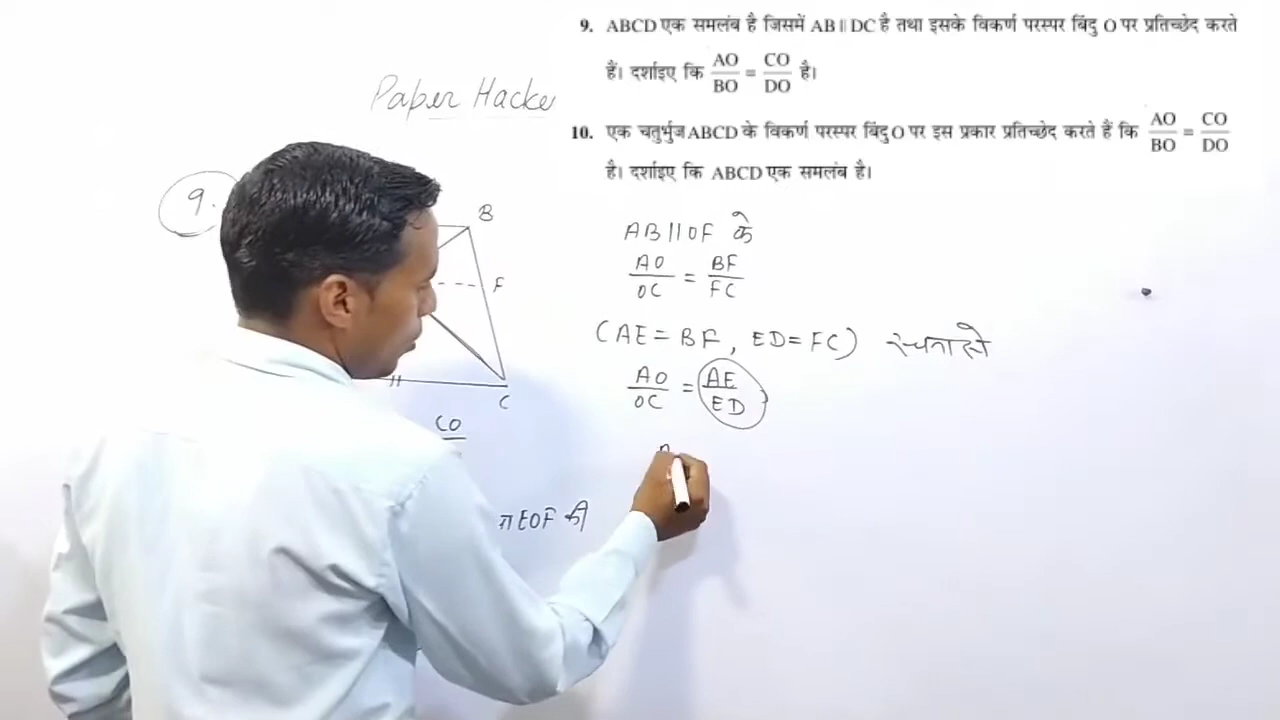 9. ABCD एक समलंब है जिसमें AB || DC है तथा इसके विकर्ण परस्पर बिंदु O पर प्रतिच्छेद करते
हैं। दर्शाइए कि AO/BO = CO/DO है।
10. एक चतुर्भुज ABCD के विकर्ण परस्पर बिंदु O पर इस प्रकार प्रतिच्छेद करते हैं कि AO/BO = CO/DO
है। दर्शाइए कि ABCD एक समलंब है।
Paper Hacke
9.
B
F
C
CO
EOF की
AB || OF के
AO/OC = BF/FC
(AE = BF, ED = FC)
AO/OC = AE/ED